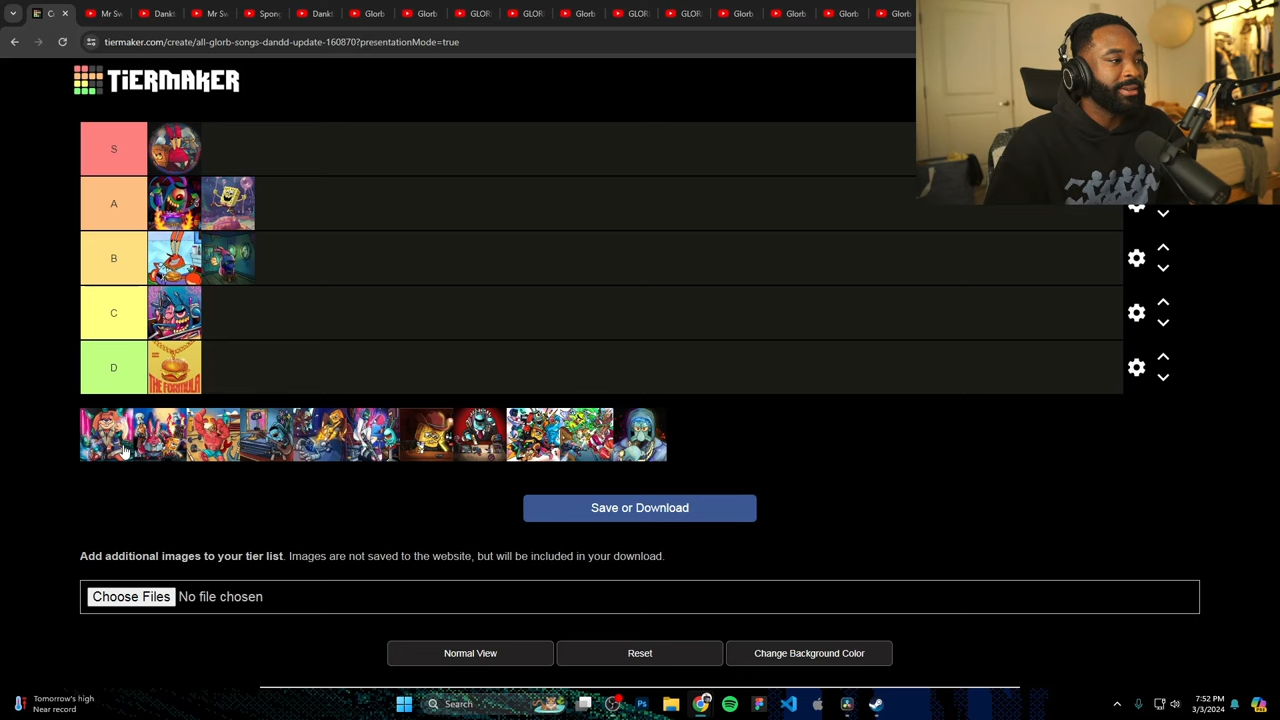 Mr Sw
Dankt
Mr Sw
Spong
Dankt
Glorb
Glorb
GLOR
GLOR
Glorb
GLOR
GLOR
Glorb
Glorb
Glorb
Glorb
tiermaker.com/create/all-glorb-songs-dandd-update-160870?presentationMode=true
TIERMAKER
S
A
B
C
D
THE FORMULA
Save or Download
Add additional images to your tier list. Images are not saved to the website, but will be included in your download.
Choose Files No file chosen
Normal View
Reset
Change Background Color
Tomorrow's high
Near record
Search
7:52 PM
3/3/2024